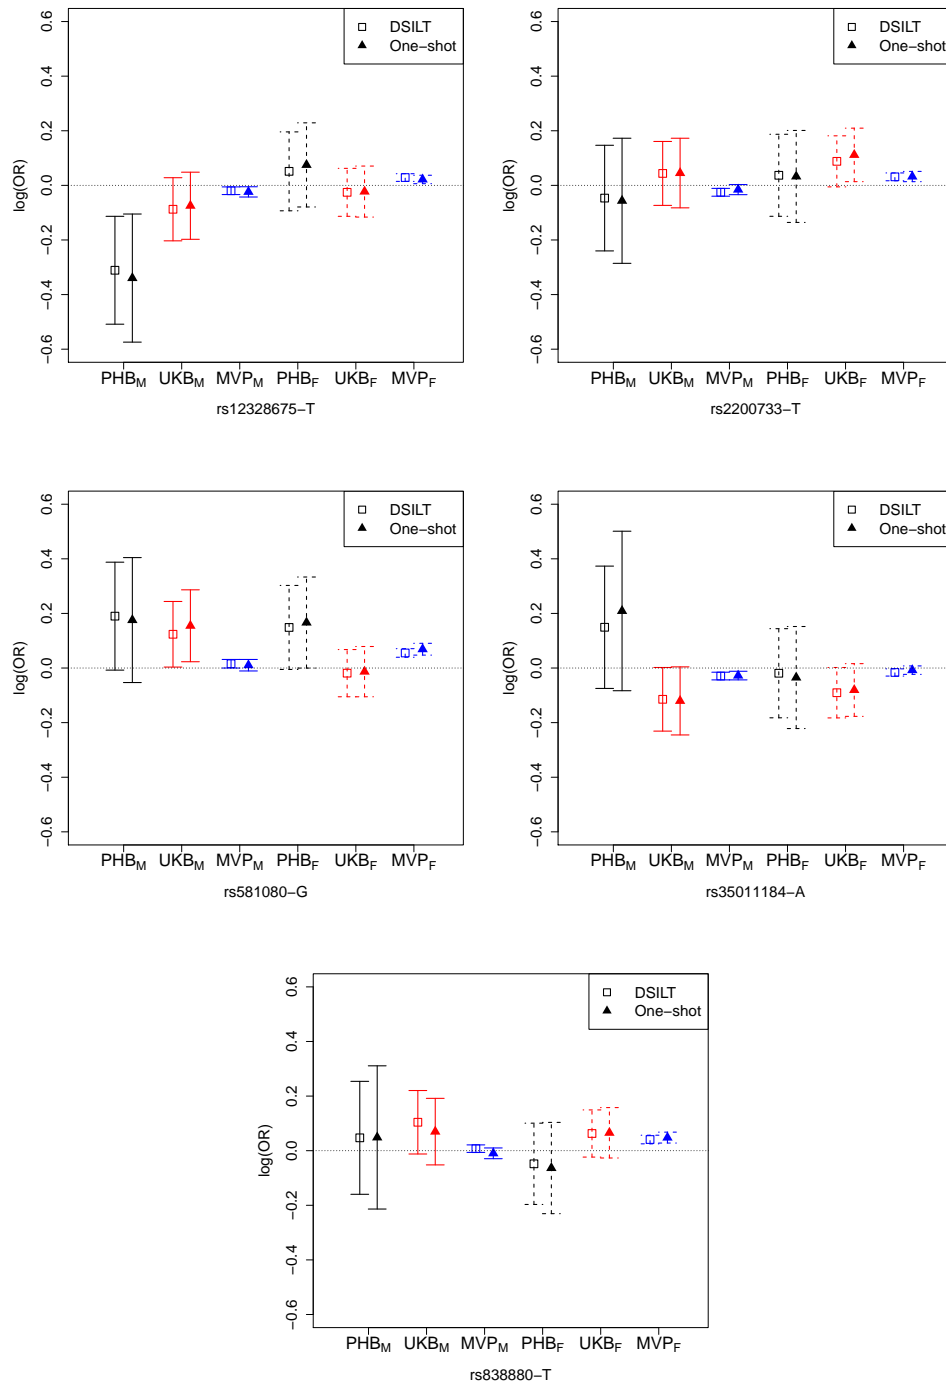 DSILT
One−shot
log(OR)
0.6
0.4
0.2
0.0
−0.2
−0.4
−0.6
PHBM UKBM MVPM PHBF UKBF MVPF
rs12328675−T
DSILT
One−shot
log(OR)
0.6
0.4
0.2
0.0
−0.2
−0.4
−0.6
PHBM UKBM MVPM PHBF UKBF MVPF
rs2200733−T
DSILT
One−shot
log(OR)
0.6
0.4
0.2
0.0
−0.2
−0.4
−0.6
PHBM UKBM MVPM PHBF UKBF MVPF
rs581080−G
DSILT
One−shot
log(OR)
0.6
0.4
0.2
0.0
−0.2
−0.4
−0.6
PHBM UKBM MVPM PHBF UKBF MVPF
rs35011184−A
DSILT
One−shot
log(OR)
0.6
0.4
0.2
0.0
−0.2
−0.4
−0.6
PHBM UKBM MVPM PHBF UKBF MVPF
rs838880−T